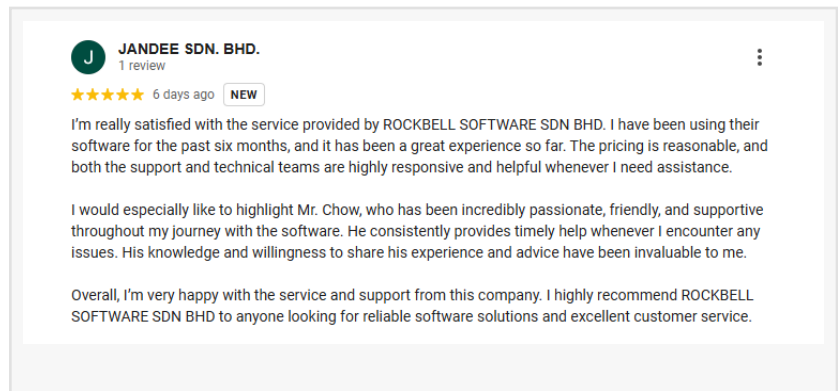 J
JANDEE SDN. BHD.
1 review
★★★★★ 6 days ago NEW
I'm really satisfied with the service provided by ROCKBELL SOFTWARE SDN BHD. I have been using their
software for the past six months, and it has been a great experience so far. The pricing is reasonable, and
both the support and technical teams are highly responsive and helpful whenever I need assistance.
I would especially like to highlight Mr. Chow, who has been incredibly passionate, friendly, and supportive
throughout my journey with the software. He consistently provides timely help whenever I encounter any
issues. His knowledge and willingness to share his experience and advice have been invaluable to me.
Overall, I'm very happy with the service and support from this company. I highly recommend ROCKBELL
SOFTWARE SDN BHD to anyone looking for reliable software solutions and excellent customer service.